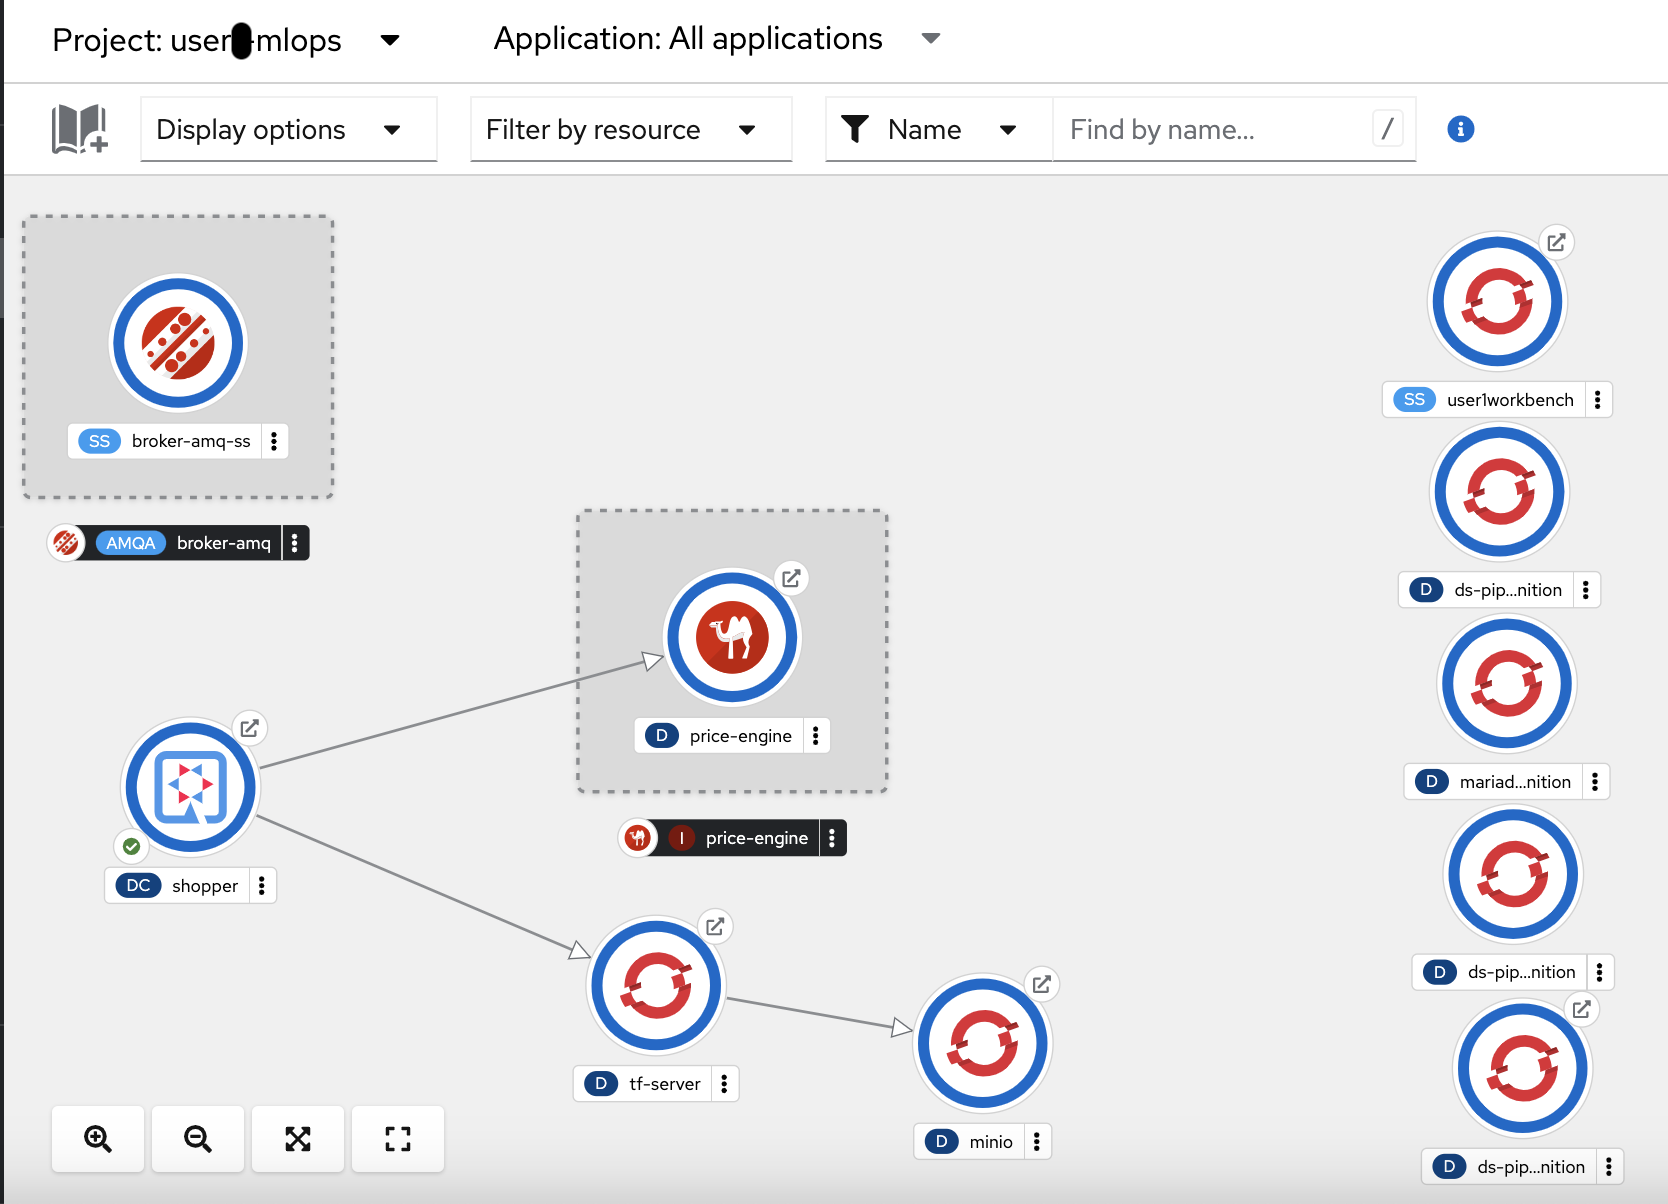 Project: user -mlops
Application: All applications
Display options
Filter by resource
Name
Find by name...
/
SS broker-amq-ss
AMQA broker-amq
D price-engine
I price-engine
DC shopper
D tf-server
D minio
SS user1workbench
D ds-pip...nition
D mariad...nition
D ds-pip...nition
D ds-pip...nition